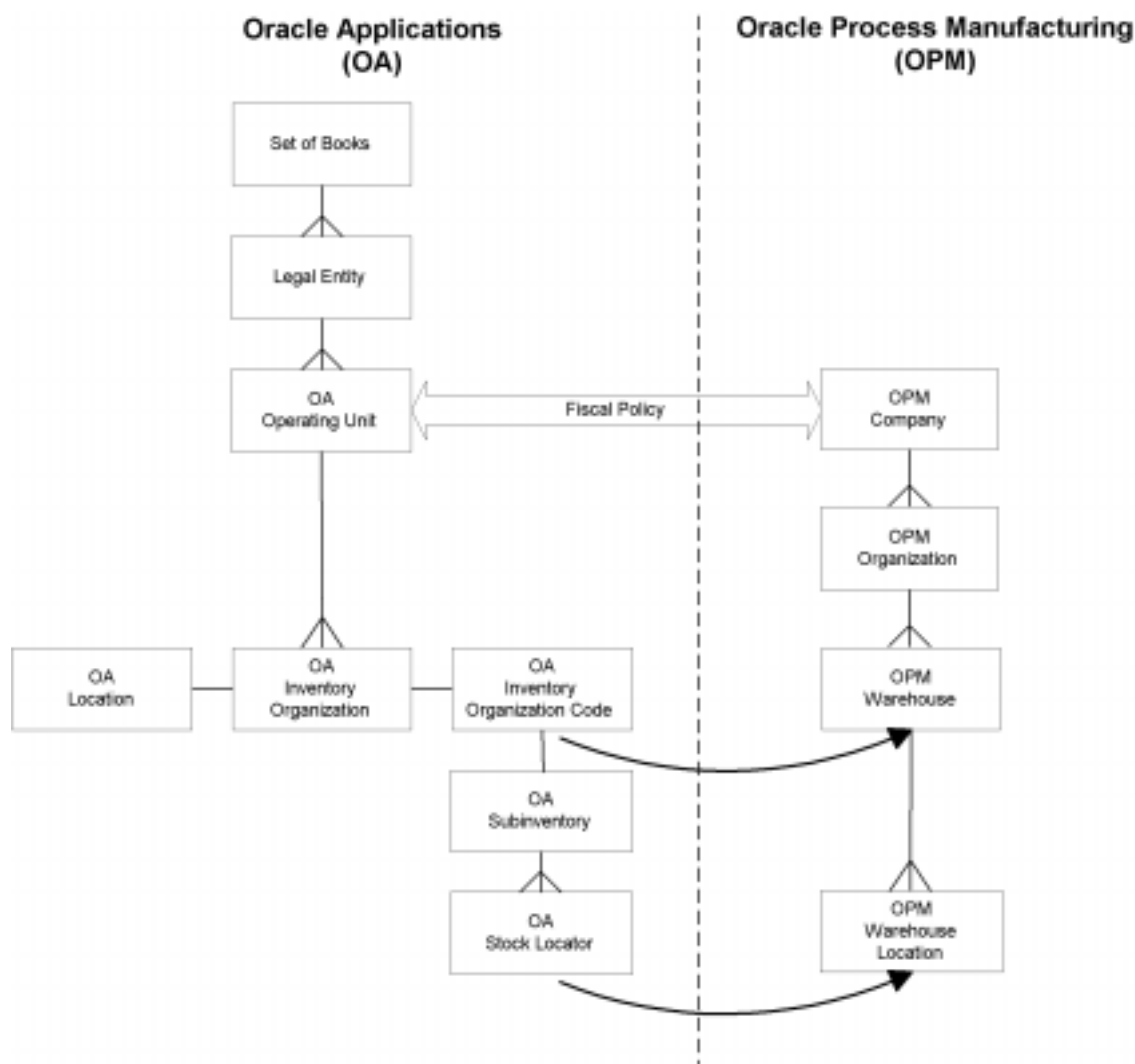 Oracle Applications
(OA)
Oracle Process Manufacturing
(OPM)
Set of Books
Legal Entity
OA
Operating Unit
Fiscal Policy
OPM
Company
OPM
Organization
OA
Location
OA
Inventory
Organization
OA
Inventory
Organization Code
OPM
Warehouse
OA
Subinventory
OA
Stock Locator
OPM
Warehouse
Location